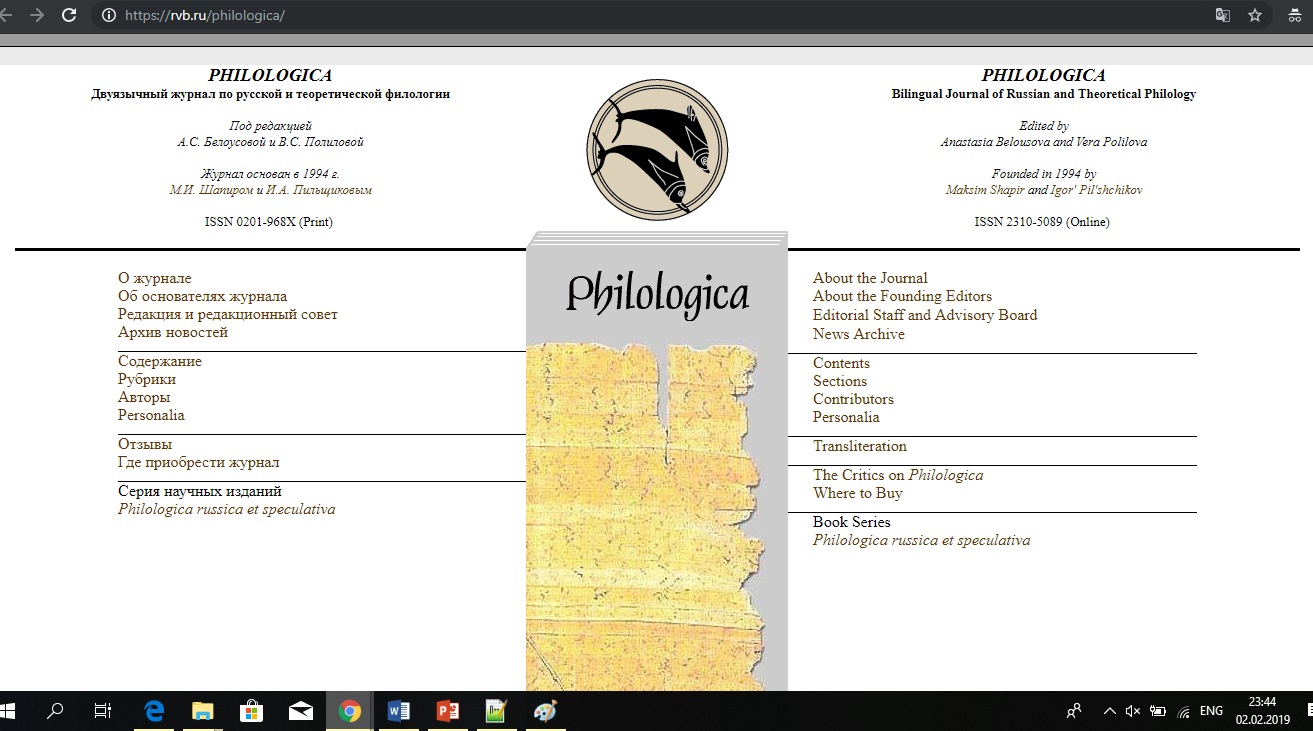 https://rvb.ru/philologica/
PHILOLOGICA
Двуязычный журнал по русской и теоретической филологии
Под редакцией
А.С. Белоусовой и В.С. Полиловой
Журнал основан в 1994 г.
М.И. Шапиром и И.А. Пильщиковым
ISSN 0201-968X (Print)
PHILOLOGICA
Bilingual Journal of Russian and Theoretical Philology
Edited by
Anastasia Belousova and Vera Polilova
Founded in 1994 by
Maksim Shapir and Igor' Pil'shchikov
ISSN 2310-5089 (Online)
О журнале
Об основателях журнала
Редакция и редакционный совет
Архив новостей
Содержание
Рубрики
Авторы
Personalia
Отзывы
Где приобрести журнал
Серия научных изданий
Philologica russica et speculativa
Philologica
About the Journal
About the Founding Editors
Editorial Staff and Advisory Board
News Archive
Contents
Sections
Contributors
Personalia
Transliteration
The Critics on Philologica
Where to Buy
Book Series
Philologica russica et speculativa
ENG
23:44
02.02.2019